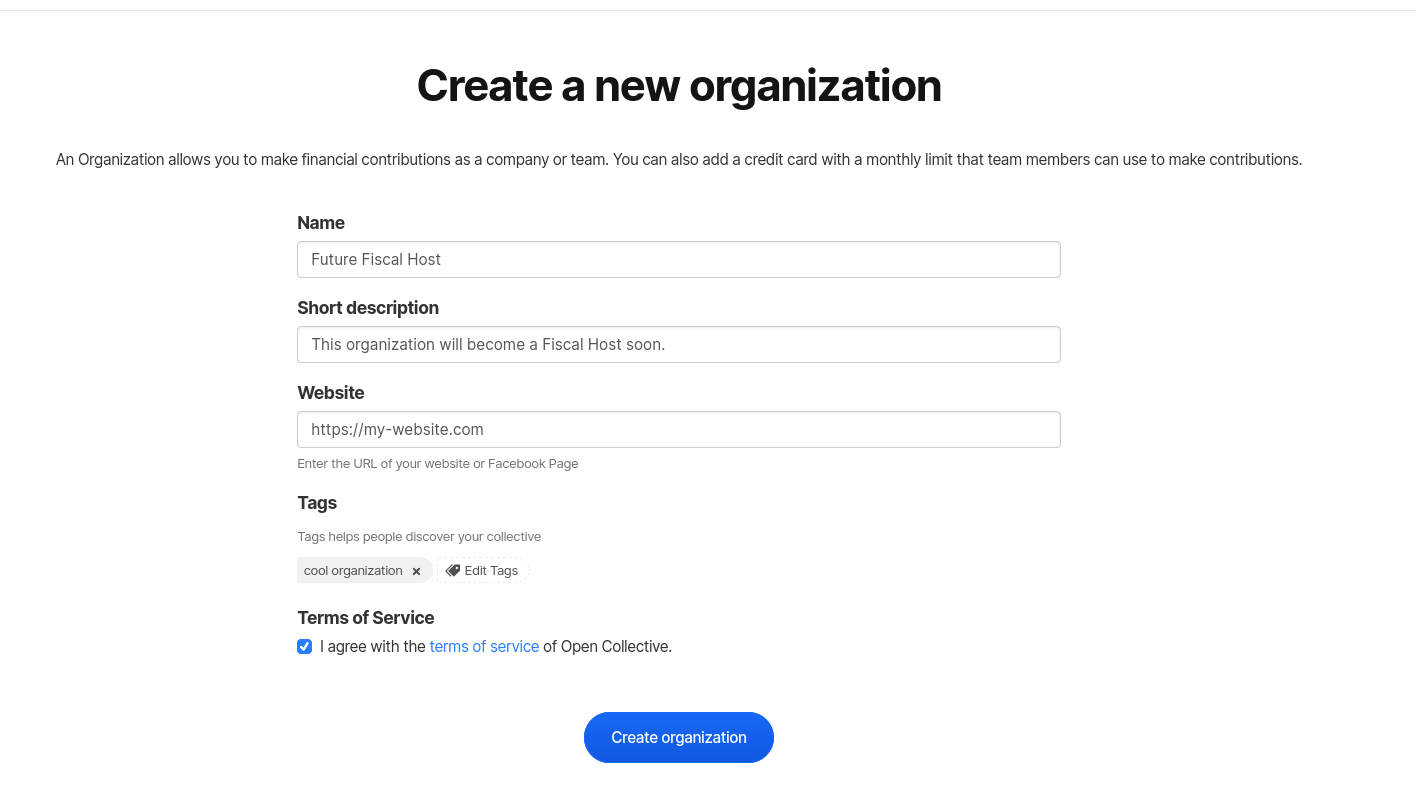 Create a new organization
An Organization allows you to make financial contributions as a company or team. You can also add a credit card with a monthly limit that team members can use to make contributions.
Name
Future Fiscal Host
Short description
This organization will become a Fiscal Host soon.
Website
https://my-website.com
Enter the URL of your website or Facebook Page
Tags
Tags helps people discover your collective
cool organization × Edit Tags
Terms of Service
I agree with the terms of service of Open Collective.
Create organization